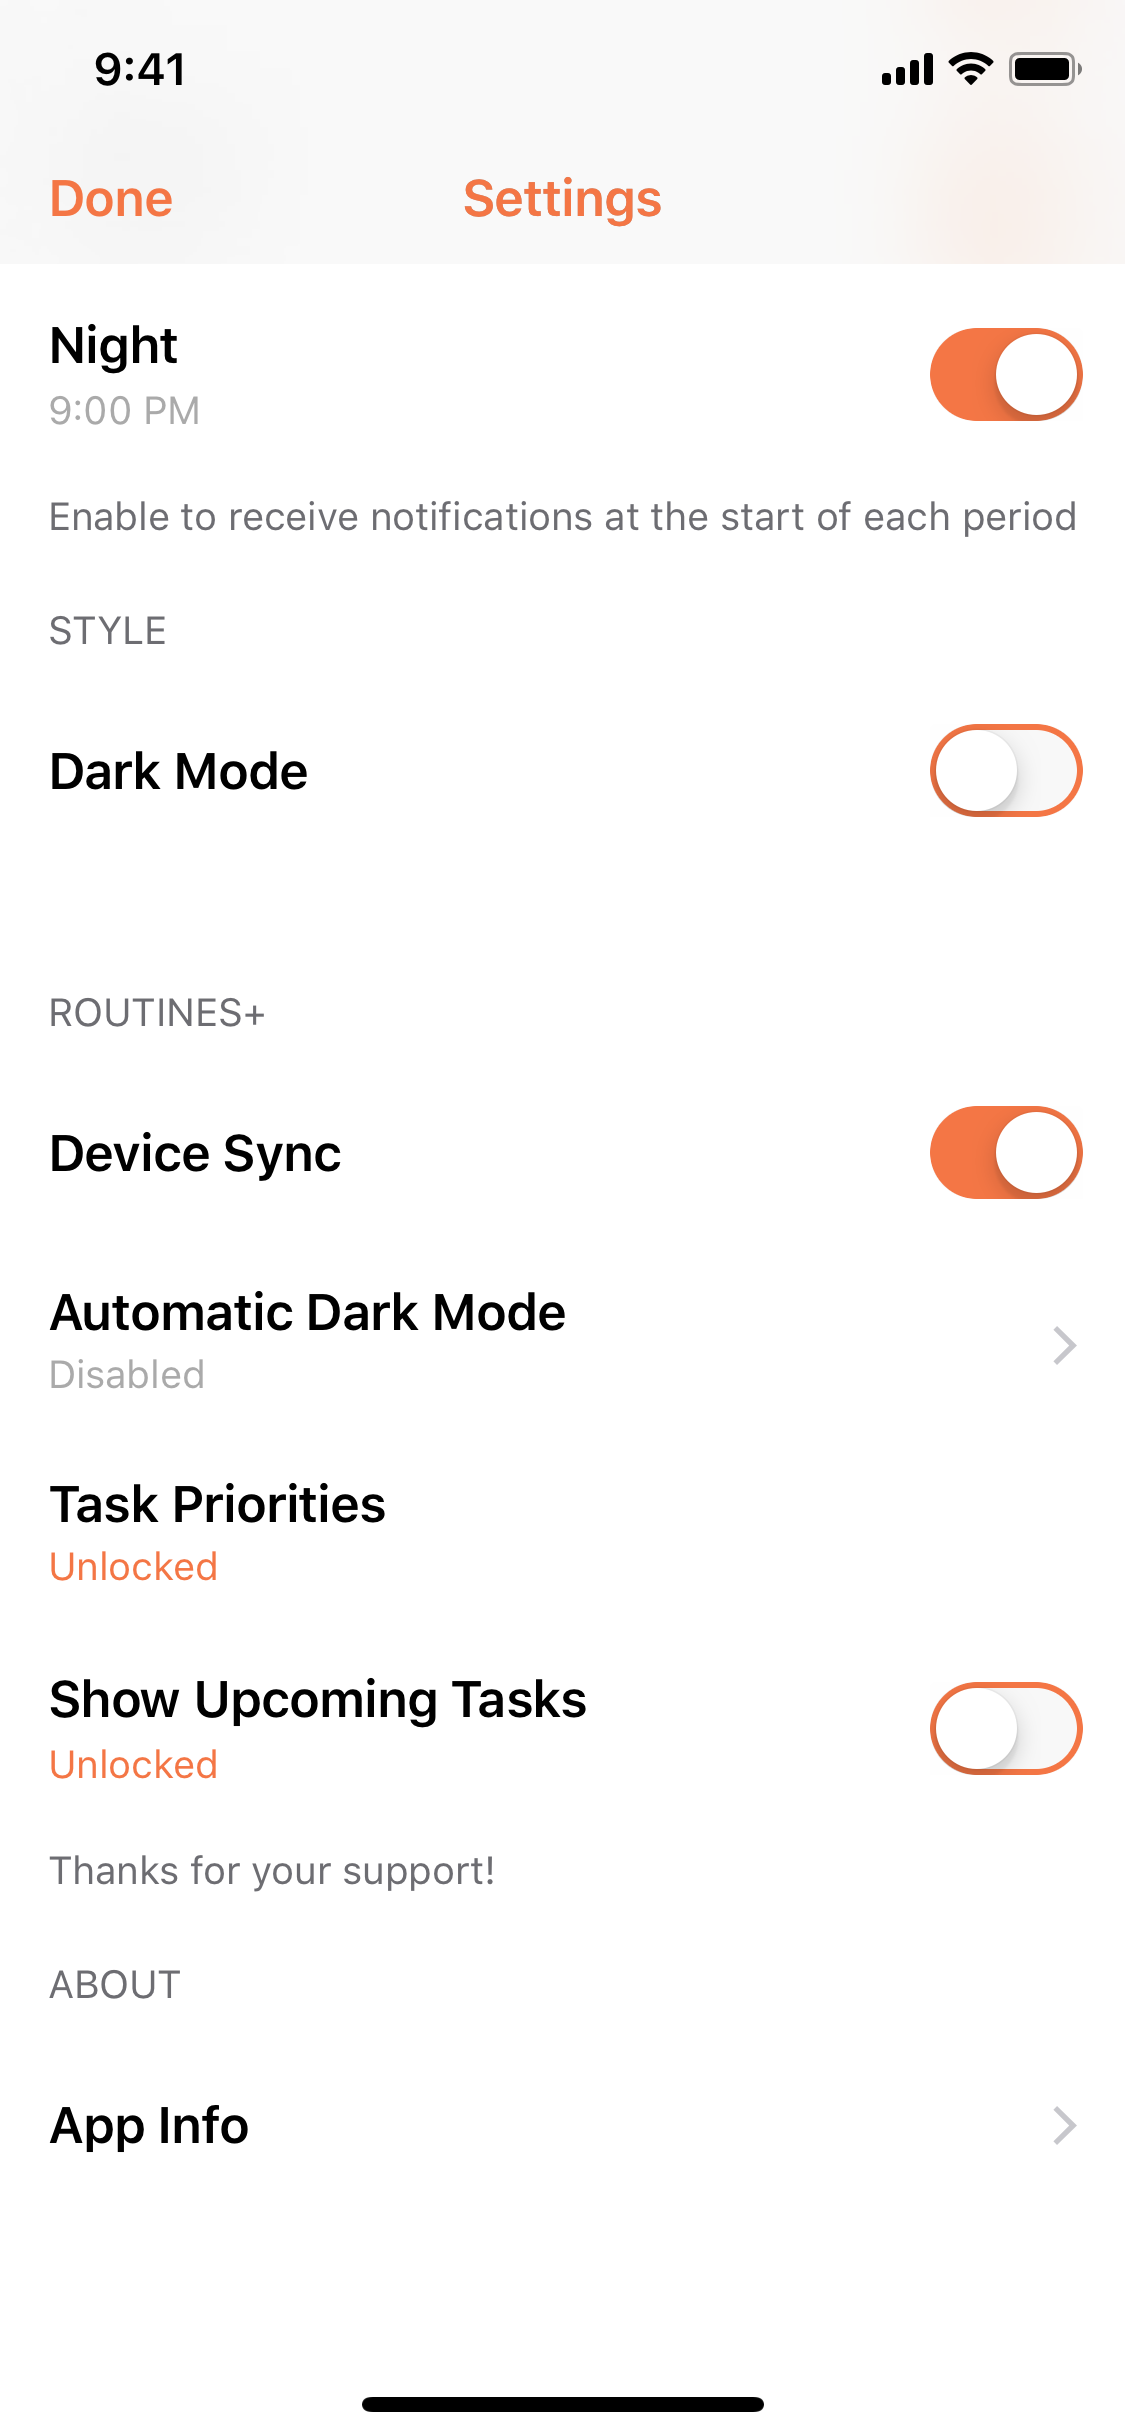 9:41
Done
Settings
Night
9:00 PM
Enable to receive notifications at the start of each period
STYLE
Dark Mode
ROUTINES+
Device Sync
Automatic Dark Mode
Disabled
Task Priorities
Unlocked
Show Upcoming Tasks
Unlocked
Thanks for your support!
ABOUT
App Info